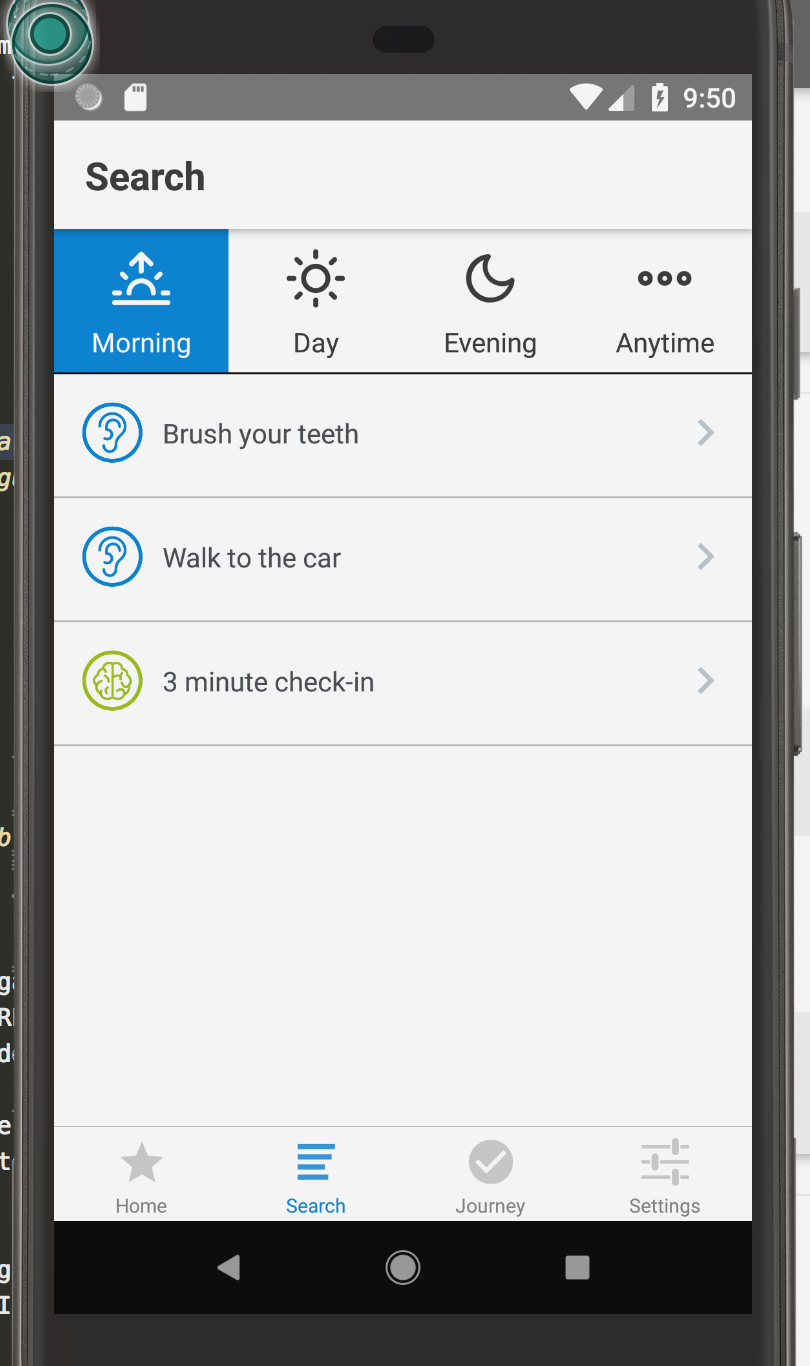 9:50
Search
Morning
Day
Evening
Anytime
Brush your teeth
Walk to the car
3 minute check-in
Home
Search
Journey
Settings